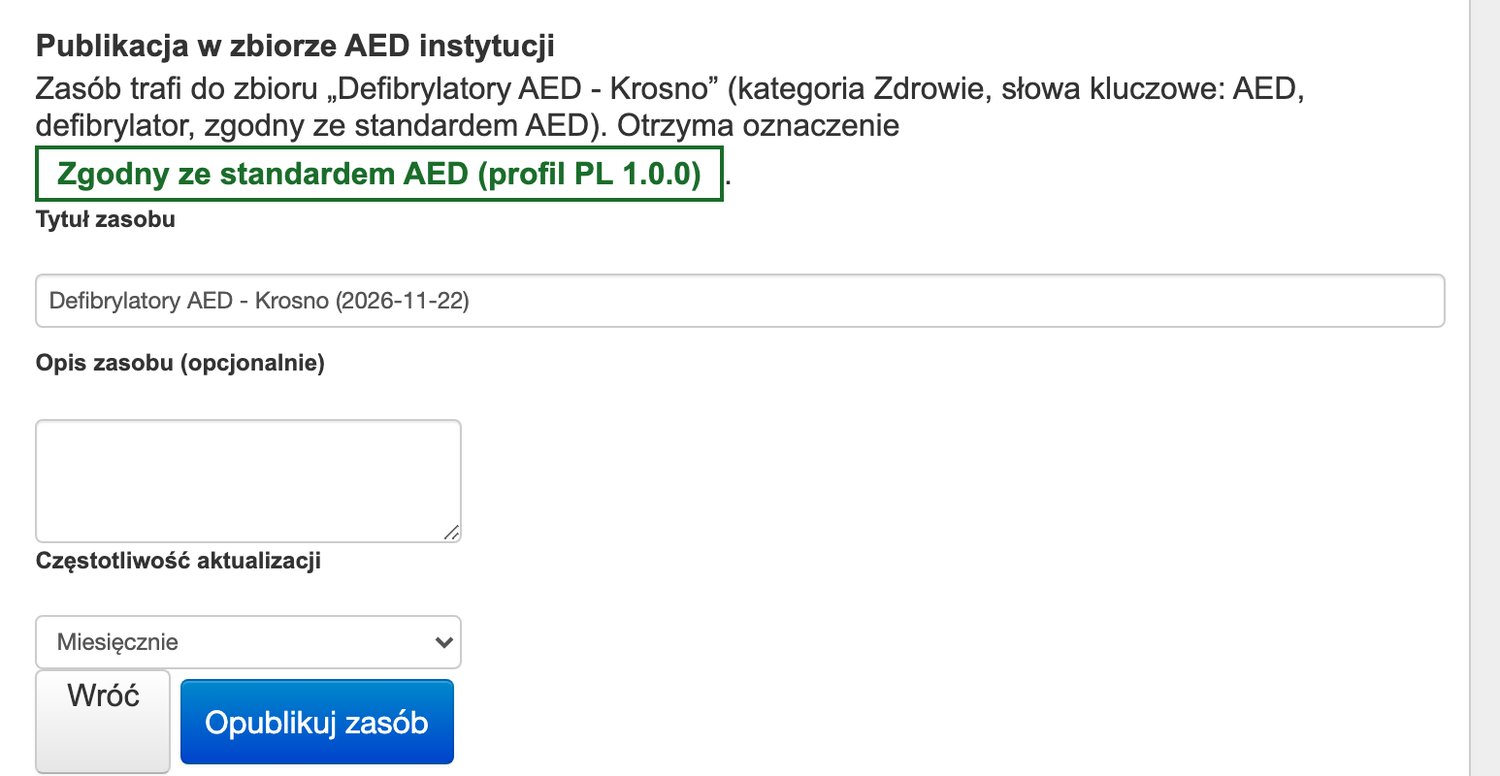 Publikacja w zbiorze AED instytucji
Zasób trafi do zbioru „Defibrylatory AED - Krosno” (kategoria Zdrowie, słowa kluczowe: AED,
defibrylator, zgodny ze standardem AED). Otrzyma oznaczenie
Zgodny ze standardem AED (profil PL 1.0.0).
Tytuł zasobu
Defibrylatory AED - Krosno (2026-11-22)
Opis zasobu (opcjonalnie)
Częstotliwość aktualizacji
Miesięcznie
Wróć
Opublikuj zasób